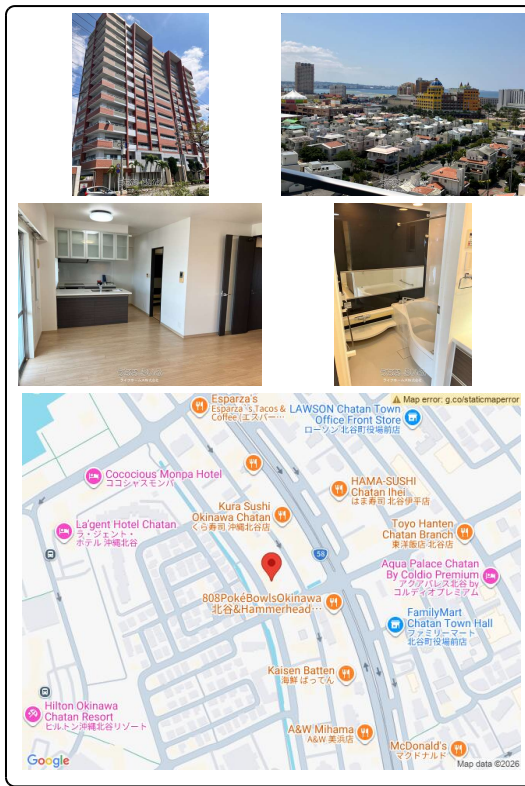 Map error: g.co/staticmaperror
Esparza's
Esparza's Tacos &
Coffee (エスパー…
LAWSON Chatan Town
Office Front Store
ローソン 北谷町役場前店
Cococious Monpa Hotel
ココシャスモンパ
HAMA-SUSHI
Chatan Ihei
はま寿司 北谷伊平店
Kura Sushi
Okinawa Chatan
くら寿司 沖縄北谷店
La'gent Hotel Chatan
ラ・ジェント・
ホテル 沖縄北谷
Toyo Hanten
Chatan Branch
東洋飯店 北谷店
58
Aqua Palace Chatan
By Coldio Premium
アクアパレス北谷 by
コルディオプレミアム
808PokéBowlsOkinawa
北谷&Hammerhead…
FamilyMart
Chatan Town Hall
ファミリーマート
北谷町役場前店
Kaisen Batten
海鮮 ばってん
Hilton Okinawa
Chatan Resort
ヒルトン沖縄北谷リゾート
A&W Mihama
A&W 美浜店
McDonald's
マクドナルド
Google
Map data ©2026